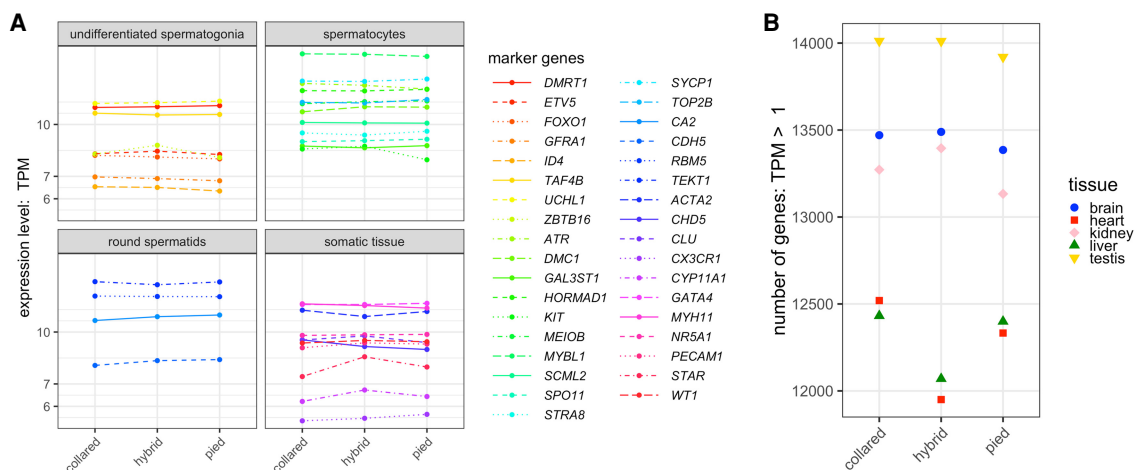 A
undifferentiated spermatogonia
spermatocytes
10
7
6
round spermatids
somatic tissue
10
7
6
expression level: TPM
collared
hybrid
pied
collared
hybrid
pied
marker genes
DMRT1
ETV5
FOXO1
GFRA1
ID4
TAF4B
UCHL1
ZBTB16
ATR
DMC1
GAL3ST1
HORMAD1
KIT
MEIOB
MYBL1
SCML2
SPO11
STRA8
SYCP1
TOP2B
CA2
CDH5
RBM5
TEKT1
ACTA2
CHD5
CLU
CX3CR1
CYP11A1
GATA4
MYH11
NR5A1
PECAM1
STAR
WT1
B
number of genes: TPM > 1
14000
13500
13000
12500
12000
collared
hybrid
pied
tissue
brain
heart
kidney
liver
testis